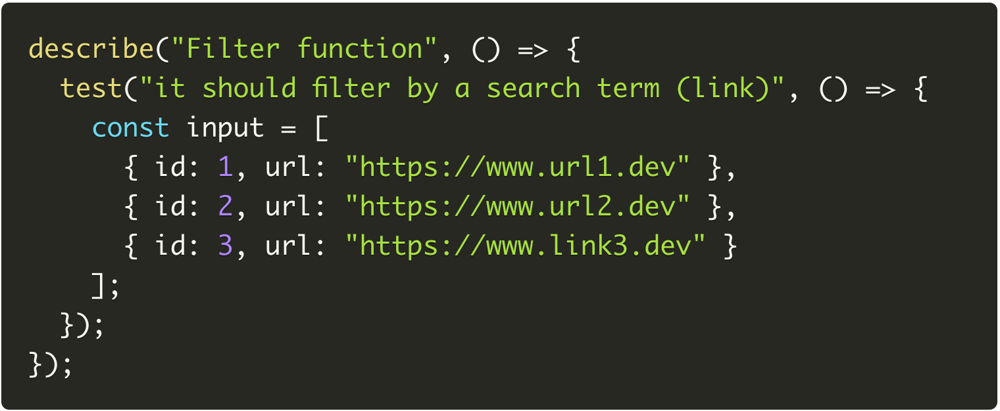 describe("Filter function", () => {
  test("it should filter by a search term (link)", () => {
    const input = [
      { id: 1, url: "https://www.url1.dev" },
      { id: 2, url: "https://www.url2.dev" },
      { id: 3, url: "https://www.link3.dev" }
    ];
  });
});